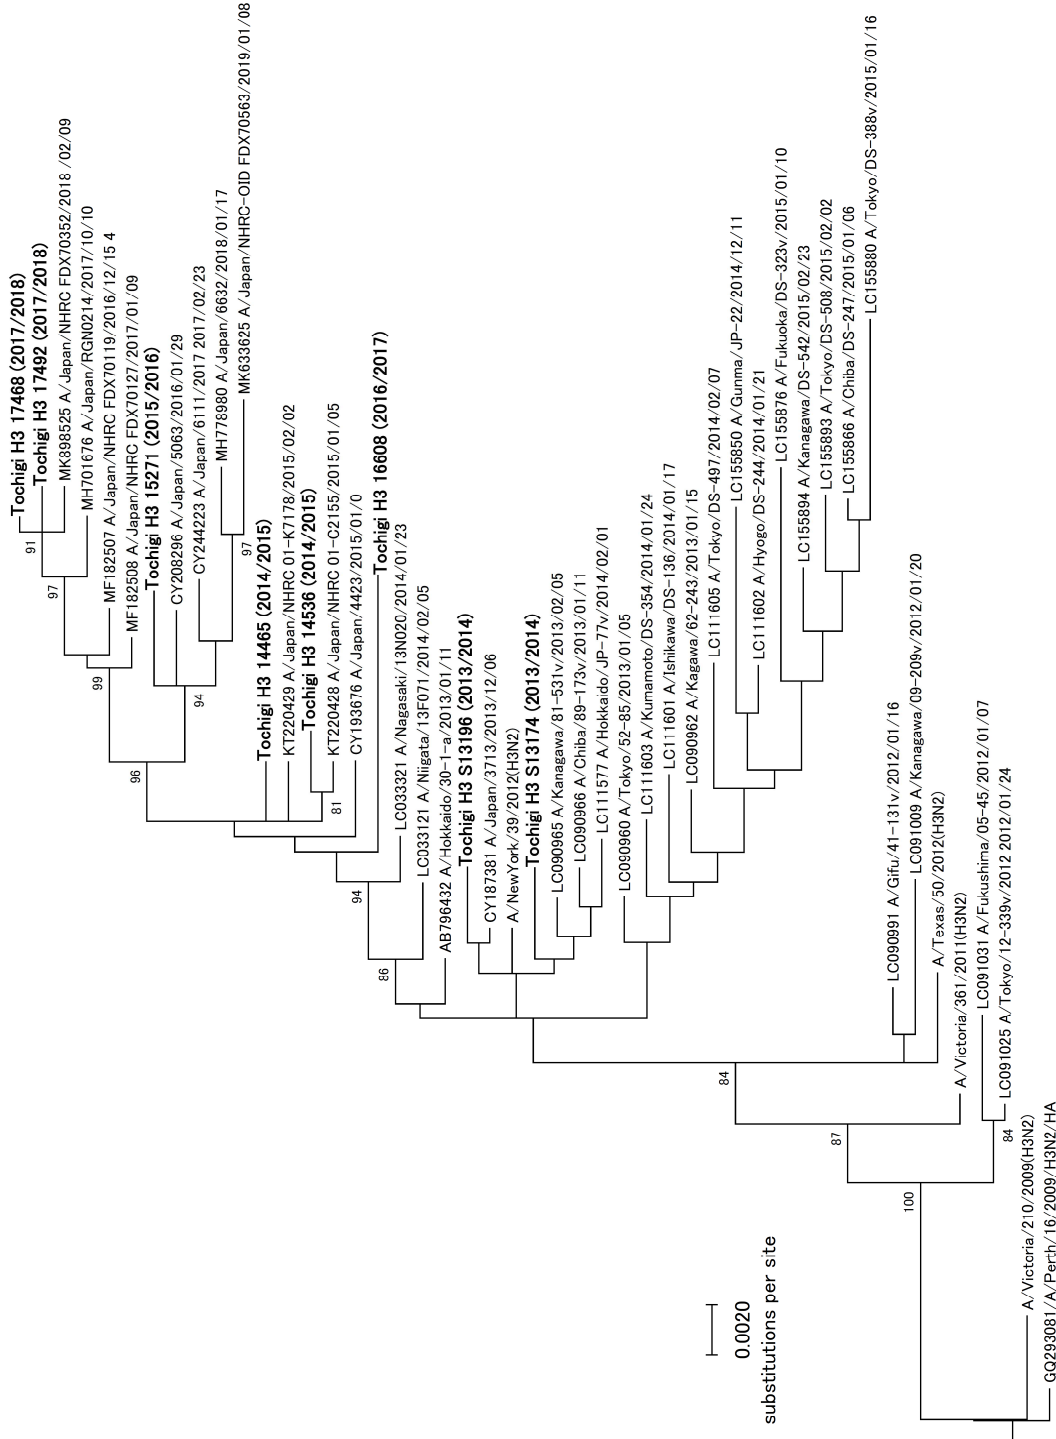 Tochigi H3 17468 (2017/2018)
Tochigi H3 17492 (2017/2018)
MK898525 A/Japan/NHRC FDX70352/2018 /02/09
MH701676 A/Japan/RGN0214/2017/10/10
MF182507 A/Japan/NHRC FDX70119/2016/12/15 4
MF182508 A/Japan/NHRC FDX70127/2017/01/09
Tochigi H3 15271 (2015/2016)
CY208296 A/Japan/5063/2016/01/29
CY244223 A/Japan/6111/2017 2017/02/23
MH778980 A/Japan/6632/2018/01/17
MK633625 A/Japan/NHRC-OID FDX70563/2019/01/08
Tochigi H3 14465 (2014/2015)
KT220429 A/Japan/NHRC 01-K7178/2015/02/02
Tochigi H3 14536 (2014/2015)
KT220428 A/Japan/NHRC 01-C2155/2015/01/05
CY193676 A/Japan/4423/2015/01/0
Tochigi H3 16608 (2016/2017)
LC033321 A/Nagasaki/13N020/2014/01/23
LC033121 A/Niigata/13F071/2014/02/05
AB796432 A/Hokkaido/30-1-a/2013/01/11
Tochigi H3 S13196 (2013/2014)
CY187381 A/Japan/3713/2013/12/06
A/NewYork/39/2012(H3N2)
Tochigi H3 S13174 (2013/2014)
LC090965 A/Kanagawa/81-531v/2013/02/05
LC090966 A/Chiba/89-173v/2013/01/11
LC111577 A/Hokkaido/JP-77v/2014/02/01
LC090960 A/Tokyo/52-85/2013/01/05
LC111603 A/Kumamoto/DS-354/2014/01/24
LC111601 A/Ishikawa/DS-136/2014/01/17
LC090962 A/Kagawa/62-243/2013/01/15
LC111605 A/Tokyo/DS-497/2014/02/07
LC155850 A/Gunma/JP-22/2014/12/11
LC111602 A/Hyogo/DS-244/2014/01/21
LC155876 A/Fukuoka/DS-323v/2015/01/10
LC155894 A/Kanagawa/DS-542/2015/02/23
LC155893 A/Tokyo/DS-508/2015/02/02
LC155866 A/Chiba/DS-247/2015/01/06
LC155880 A/Tokyo/DS-388v/2015/01/16
LC090991 A/Gifu/41-131v/2012/01/16
LC091009 A/Kanagawa/09-209v/2012/01/20
A/Texas/50/2012(H3N2)
A/Victoria/361/2011(H3N2)
LC091031 A/Fukushima/05-45/2012/01/07
LC091025 A/Tokyo/12-339v/2012 2012/01/24
A/Victoria/210/2009(H3N2)
GQ293081/A/Perth/16/2009/H3N2/HA
91
97
99
94
97
96
81
94
86
84
87
84
100
0.0020
substitutions per site